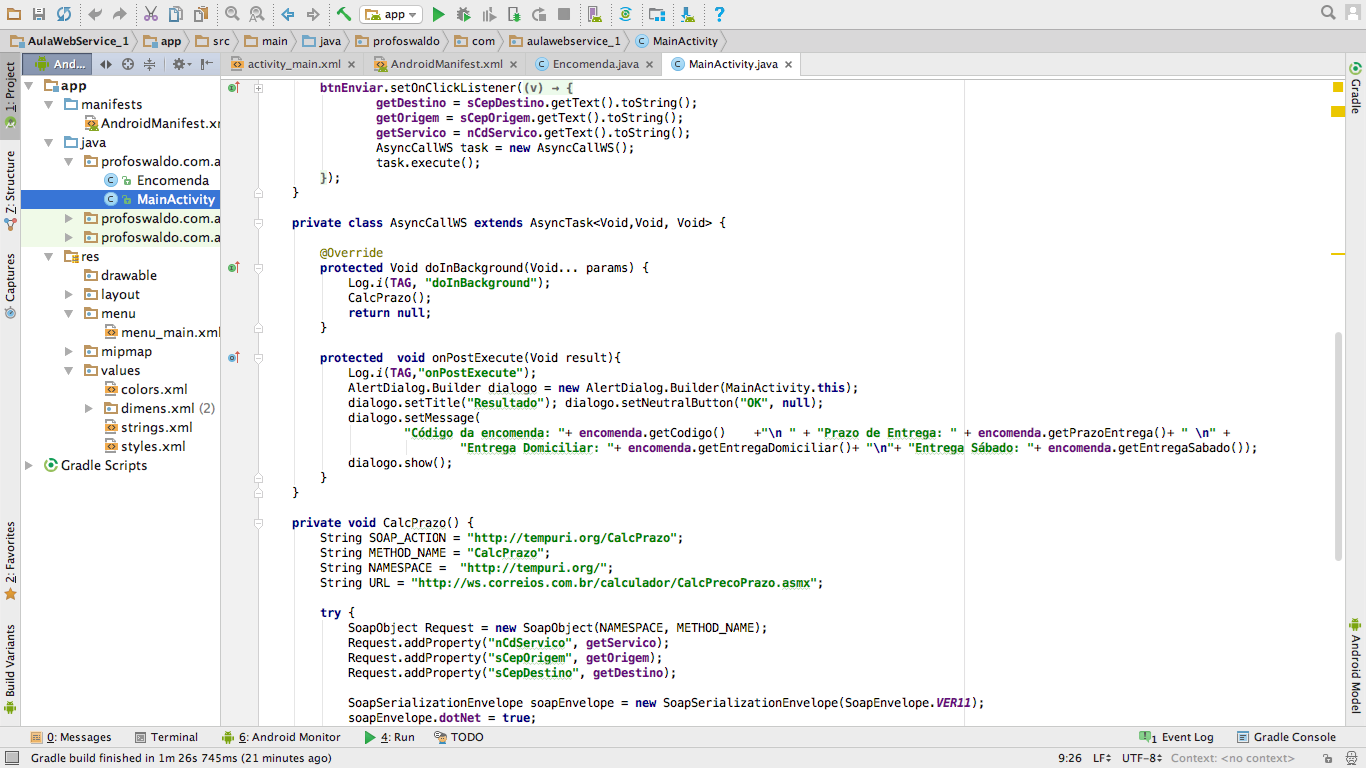 app
AulaWebService_1 app src main java profoswaldo com aulawebservice_1 MainActivity
And...
activity_main.xml AndroidManifest.xml Encomenda.java MainActivity.java
1: Project
Z: Structure
Captures
2: Favorites
Build Variants
app
manifests
AndroidManifest.xr
java
profoswaldo.com.a
Encomenda
MainActivity
profoswaldo.com.a
profoswaldo.com.a
res
drawable
layout
menu
menu_main.xml
mipmap
values
colors.xml
dimens.xml (2)
strings.xml
styles.xml
Gradle Scripts
btnEnviar.setOnClickListener((v) → {
getDestino = sCepDestino.getText().toString();
getOrigem = sCepOrigem.getText().toString();
getServico = nCdServico.getText().toString();
AsyncCallWS task = new AsyncCallWS();
task.execute();
});
}
private class AsyncCallWS extends AsyncTask<Void,Void, Void> {
@Override
protected Void doInBackground(Void... params) {
Log.i(TAG, "doInBackground");
CalcPrazo();
return null;
}
protected  void onPostExecute(Void result){
Log.i(TAG,"onPostExecute");
AlertDialog.Builder dialogo = new AlertDialog.Builder(MainActivity.this);
dialogo.setTitle("Resultado"); dialogo.setNeutralButton("OK", null);
dialogo.setMessage(
"Código da encomenda: "+ encomenda.getCodigo()    +"\n " + "Prazo de Entrega: " + encomenda.getPrazoEntrega()+ " \n" +
"Entrega Domiciliar: "+ encomenda.getEntregaDomiciliar()+ "\n"+ "Entrega Sábado: "+ encomenda.getEntregaSabado());
dialogo.show();
}
}
private void CalcPrazo() {
String SOAP_ACTION = "http://tempuri.org/CalcPrazo";
String METHOD_NAME = "CalcPrazo";
String NAMESPACE =  "http://tempuri.org/";
String URL = "http://ws.correios.com.br/calculador/CalcPrecoPrazo.asmx";
try {
SoapObject Request = new SoapObject(NAMESPACE, METHOD_NAME);
Request.addProperty("nCdServico", getServico);
Request.addProperty("sCepOrigem", getOrigem);
Request.addProperty("sCepDestino", getDestino);
SoapSerializationEnvelope soapEnvelope = new SoapSerializationEnvelope(SoapEnvelope.VER11);
soapEnvelope.dotNet = true;
Gradle
Android Model
0: Messages Terminal 6: Android Monitor 4: Run TODO 1 Event Log Gradle Console
Gradle build finished in 1m 26s 745ms (21 minutes ago) 9:26 LF UTF-8 Context: <no context>